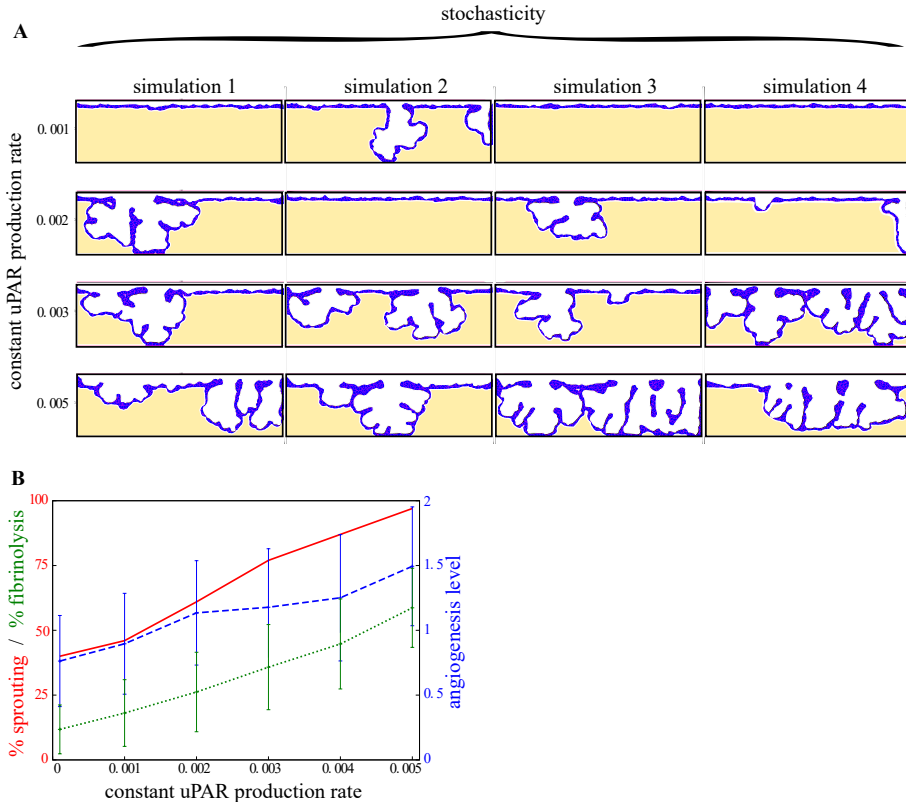 stochasticity
A
simulation 1 simulation 2 simulation 3 simulation 4
constant uPAR production rate
0.001
0.002
0.003
0.005
B
% sprouting / % fibrinolysis
100
75
50
25
0
2
1.5
1
0.5
0
angiogenesis level
0 0.001 0.002 0.003 0.004 0.005
constant uPAR production rate